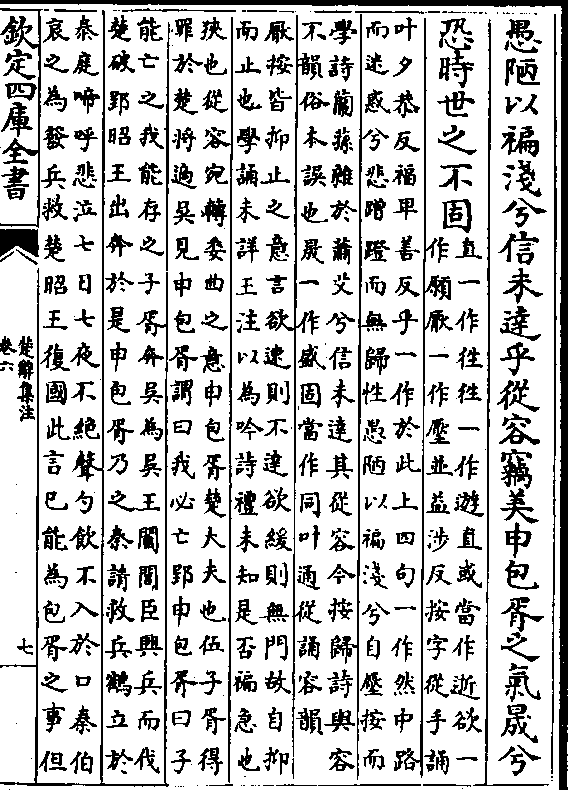 愚陋以褊淺兮信未達乎從容竊美申包胥之氣晟兮
恐時世之不固
直一作徃徃一作遊直或當作逝欲一
作願厭一作壓並益涉反按字從手誦
叶夕恭反福畢善反乎一作於此上四句一作然中路
而迷惑兮悲蹭蹬而無歸性愚陋以褊淺兮自壓按而
學詩蘭蓀雜於蕭艾兮信未達其從容今按歸詩與容
不韻俗本誤也晟一作盛固當作同叶通從誦容韻
厭按皆抑止之意言欲速則不達欲緩則無門故自抑
而止也學誦未詳王注以為吟詩禮未知是否褊急也
狹也從容宛轉委曲之意申包胥楚大夫也伍子胥得
罪於楚將適吳見申包胥謂曰我必亡郢申包胥曰子
能亡之我能存之子胥奔吳為吳王闔閭臣興兵而伐
楚破郢昭王出奔於是申包胥乃之秦請救兵鶴立於
秦庭啼呼悲泣七日七夜不絶聲勺飲不入於口秦伯
哀之為發兵救楚昭王復國此言已能為包胥之事但
欽定四庫全書
楚辭集注
卷六
七